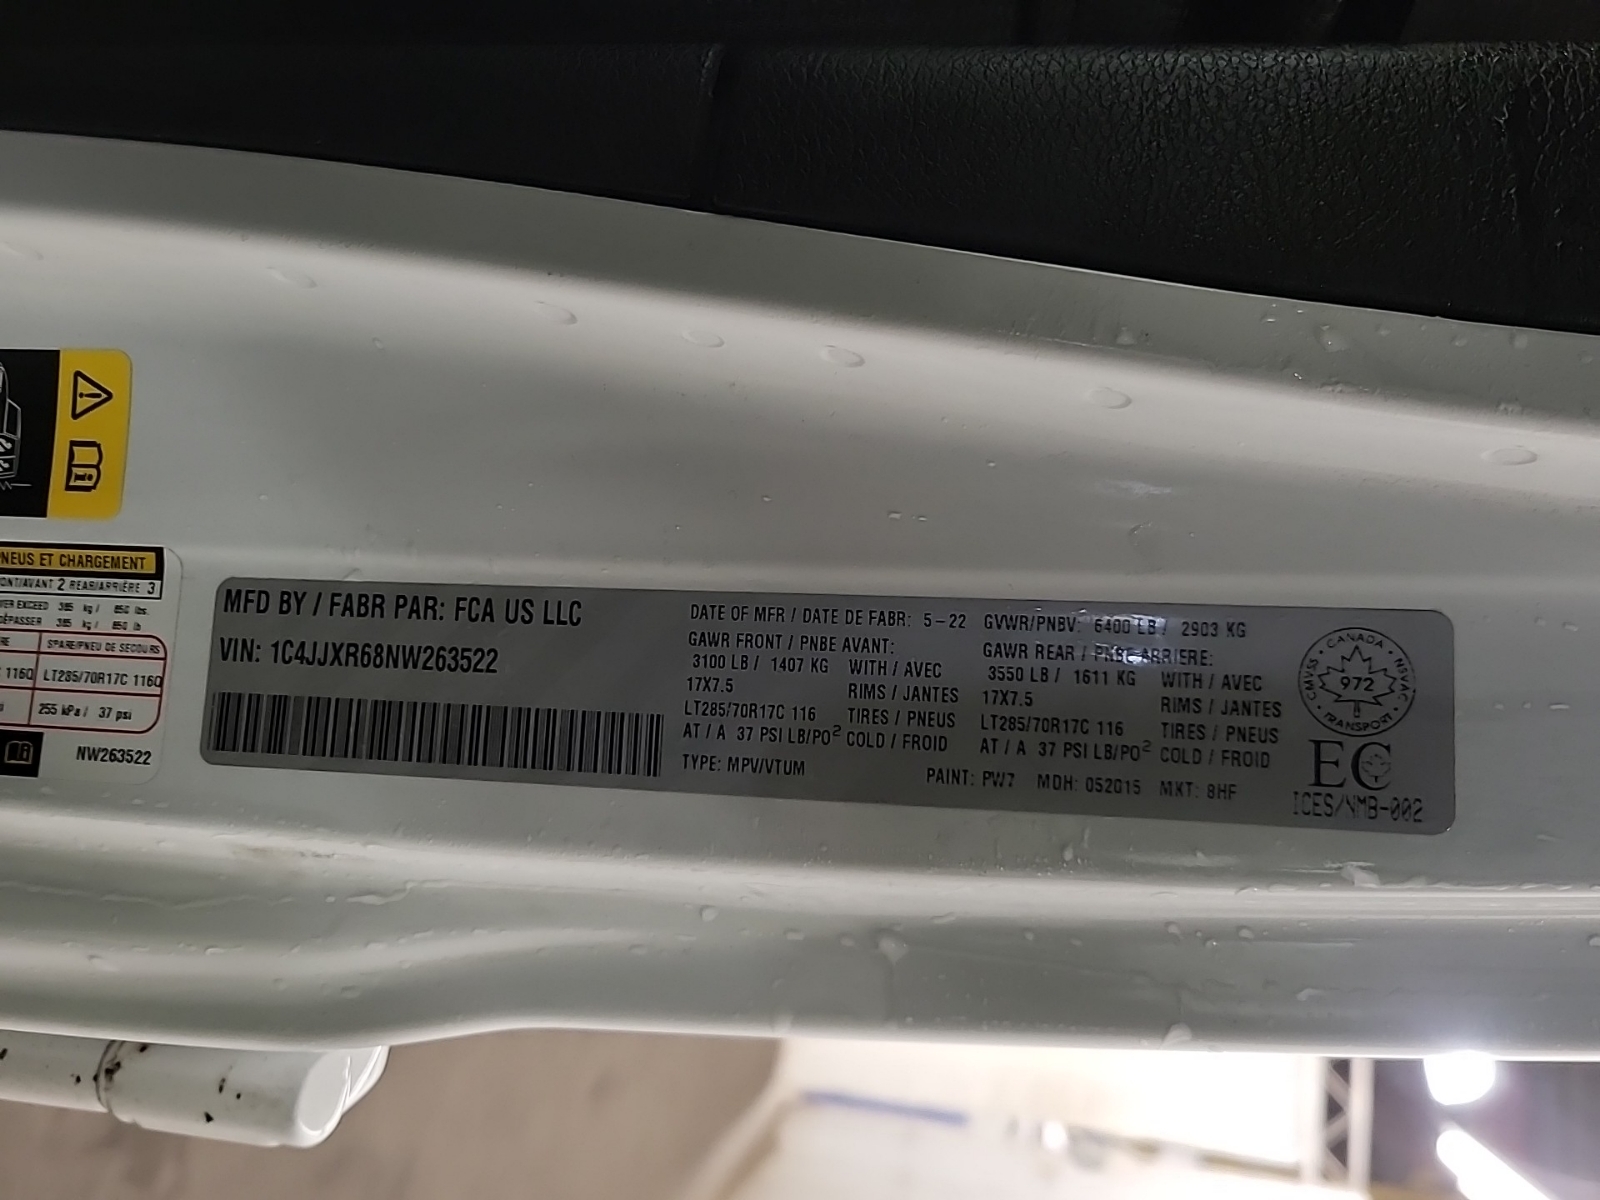 PNEUS ET CHARGEMENT
ONT/AVANT 2 REAR/ARRIÈRE 3
VER EXCEED 385 kg / 850 lbs.
DÉPASSER 385 kg / 850 lb
RE SPARE/PNEU DE SECOURS
C 116Q LT285/70R17C 116Q
si 255 kPa / 37 psi
NW263522
MFD BY / FABR PAR: FCA US LLC
VIN: 1C4JJXR68NW263522
DATE OF MFR / DATE DE FABR: 5-22 GVWR/PNBV: 6400 LB / 2903 KG
GAWR FRONT / PNBE AVANT:
3100 LB / 1407 KG WITH / AVEC
17X7.5 RIMS / JANTES
LT285/70R17C 116 TIRES / PNEUS
AT / A 37 PSI LB/PO² COLD / FROID
GAWR REAR / PNBE ARRIERE:
3550 LB / 1611 KG WITH / AVEC
17X7.5 RIMS / JANTES
LT285/70R17C 116 TIRES / PNEUS
AT / A 37 PSI LB/PO² COLD / FROID
TYPE: MPV/VTUM PAINT: PW7 MDH: 052015 MKT: 8HF
CANADA
CMVSS 972 NSVAC
TRANSPORT
EC
ICES/NMB-002